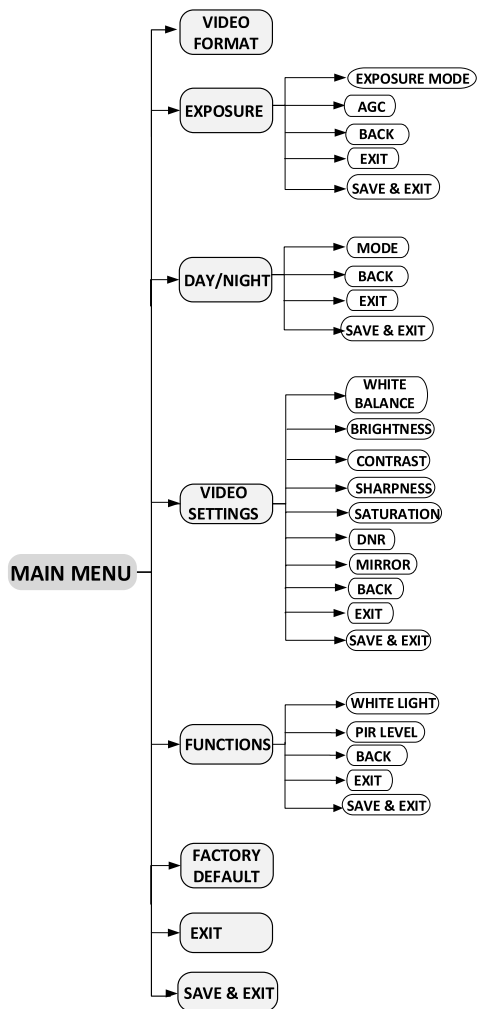 VIDEO
FORMAT
EXPOSURE
EXPOSURE MODE
AGC
BACK
EXIT
SAVE & EXIT
DAY/NIGHT
MODE
BACK
EXIT
SAVE & EXIT
VIDEO
SETTINGS
WHITE
BALANCE
BRIGHTNESS
CONTRAST
SHARPNESS
SATURATION
DNR
MIRROR
BACK
EXIT
SAVE & EXIT
MAIN MENU
FUNCTIONS
WHITE LIGHT
PIR LEVEL
BACK
EXIT
SAVE & EXIT
FACTORY
DEFAULT
EXIT
SAVE & EXIT